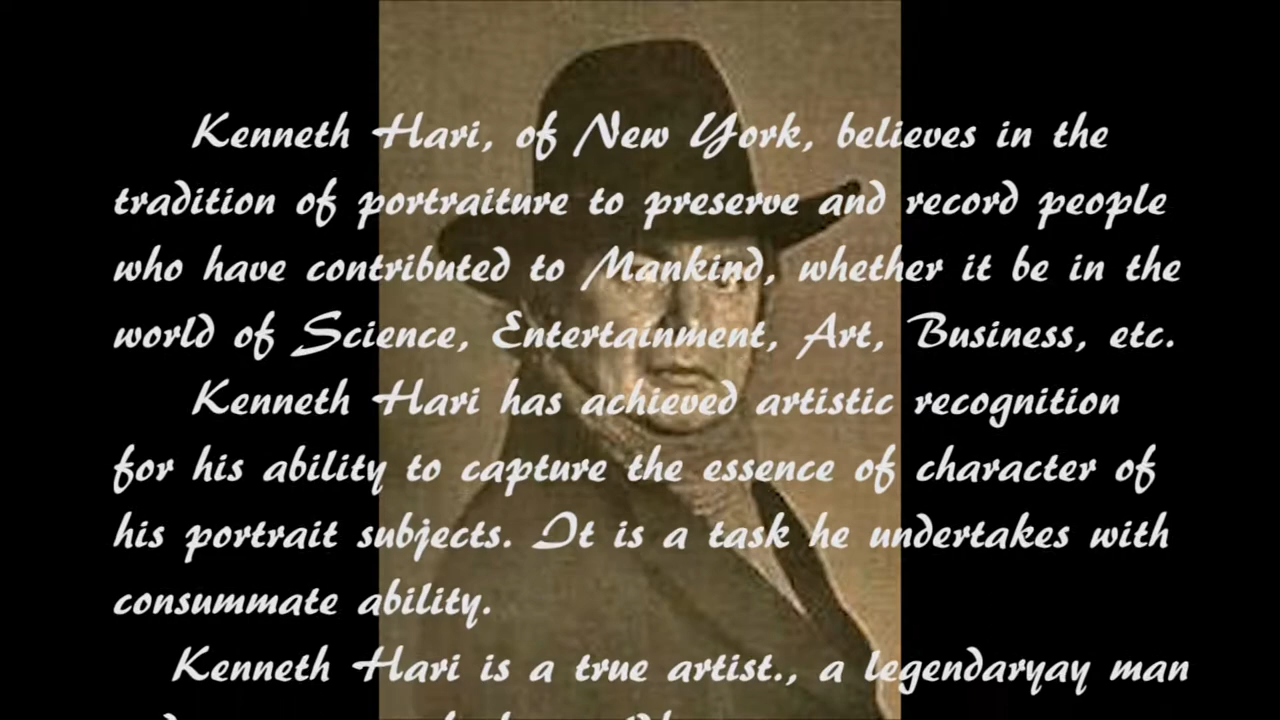 Kenneth Hari, of New York, believes in the
tradition of portraiture to preserve and record people
who have contributed to Mankind, whether it be in the
world of Science, Entertainment, Art, Business, etc.
Kenneth Hari has achieved artistic recognition
for his ability to capture the essence of character of
his portrait subjects. It is a task he undertakes with
consummate ability.
Kenneth Hari is a true artist., a legendaryay man